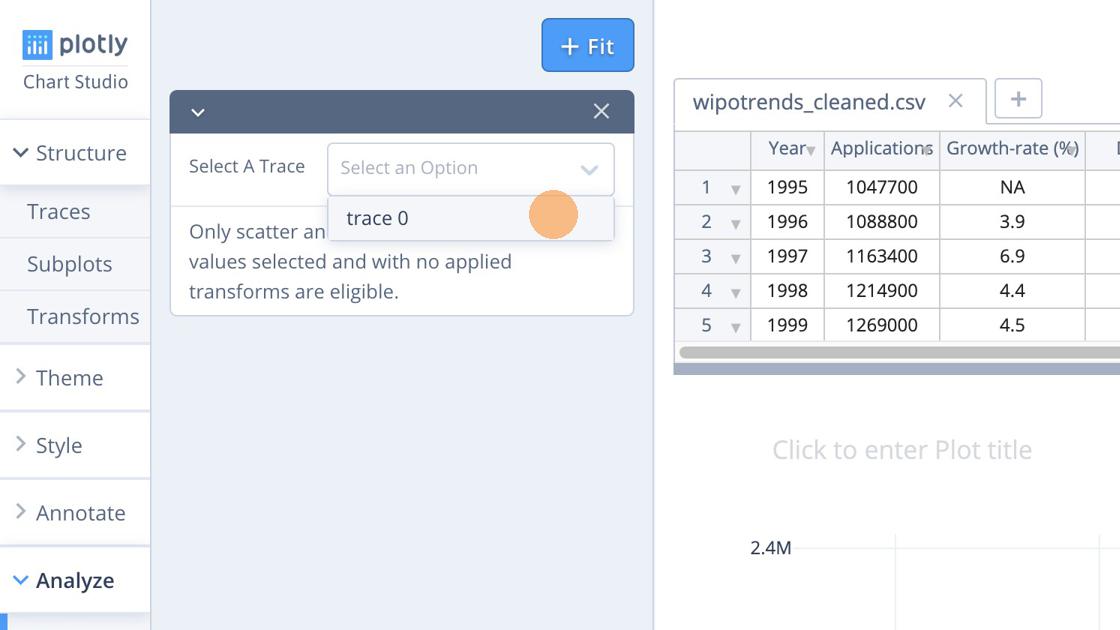 plotly
Chart Studio
Structure
Traces
Subplots
Transforms
Theme
Style
Annotate
Analyze
+ Fit
Select A Trace
Select an Option
trace 0
Only scatter an
values selected and with no applied
transforms are eligible.
wipotrends_cleaned.csv
Year Applications Growth-rate (%)
1 1995 1047700 NA
2 1996 1088800 3.9
3 1997 1163400 6.9
4 1998 1214900 4.4
5 1999 1269000 4.5
Click to enter Plot title
2.4M